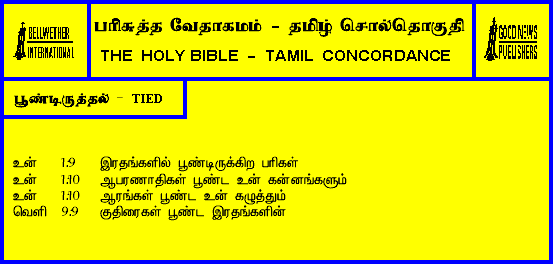 BELLWETHER
INTERNATIONAL
பரிசுத்த வேதாகமம் - தமிழ் சொல்தொகுதி
THE HOLY BIBLE - TAMIL CONCORDANCE
GOOD NEWS
PUBLISHERS
பூண்டிருத்தல் - TIED
உன் 1:9 இரதங்களில் பூண்டிருக்கிற பரிகள்
உன் 1:10 ஆபரணாதிகள் பூண்ட உன் கன்னங்களும்
உன் 1:10 ஆரங்கள் பூண்ட உன் கழுத்தும்
வெளி 9:9 குதிரைகள் பூண்ட இரதங்களின்